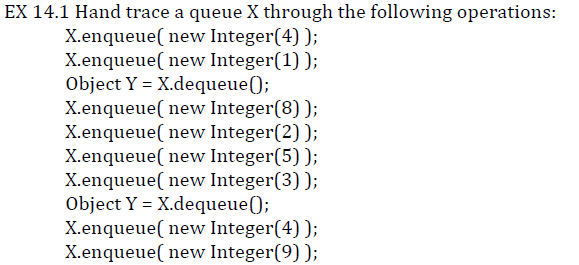 EX 14.1 Hand trace a queue X through the following operations:
X.enqueue( new Integer(4) );
X.enqueue( new Integer(1) );
Object Y = X.dequeue();
X.enqueue( new Integer(8) );
X.enqueue( new Integer(2) );
X.enqueue( new Integer(5) );
X.enqueue( new Integer(3) );
Object Y = X.dequeue();
X.enqueue( new Integer(4) );
X.enqueue( new Integer(9) );